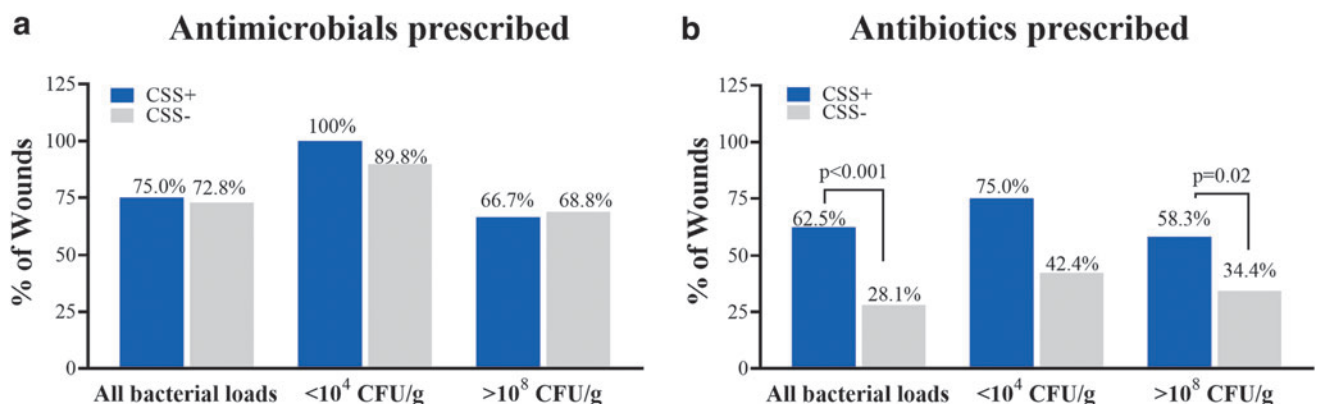 a Antimicrobials prescribed
125
100
75
50
25
0
% of Wounds
CSS+
CSS-
75.0% 72.8%
100%
89.8%
66.7% 68.8%
All bacterial loads <10⁴ CFU/g >10⁸ CFU/g
b Antibiotics prescribed
125
100
75
50
25
0
% of Wounds
CSS+
CSS-
p<0.001
62.5%
28.1%
75.0%
42.4%
p=0.02
58.3%
34.4%
All bacterial loads <10⁴ CFU/g >10⁸ CFU/g